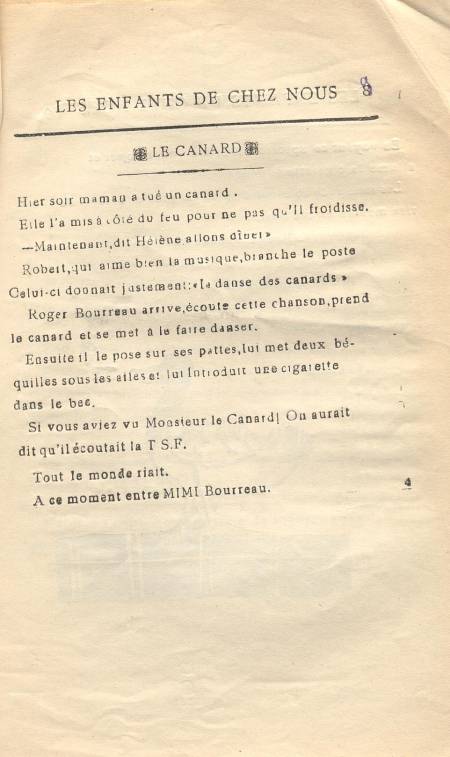 LES ENFANTS DE CHEZ NOUS 8
LE CANARD
Hier soir maman a tué un canard .
Elle l'a mis à côté du feu pour ne pas qu'il froidisse.
—Maintenant,dit Hélène,allons dîner»
Robert,qui aime bien la musique,branche le poste
Celui-ci donnait justement:«la danse des canards »
Roger Bourreau arrive,écoute cette chanson,prend
le canard et se met à le faire danser.
Ensuite il le pose sur ses pattes,lui met deux bé-
quilles sous les ailes et lui introduit une cigarette
dans le bec.
Si vous aviez vu Monsieur le Canard! On aurait
dit qu'il écoutait la T S.F.
Tout le monde riait.
A ce moment entre MIMI Bourreau.
4